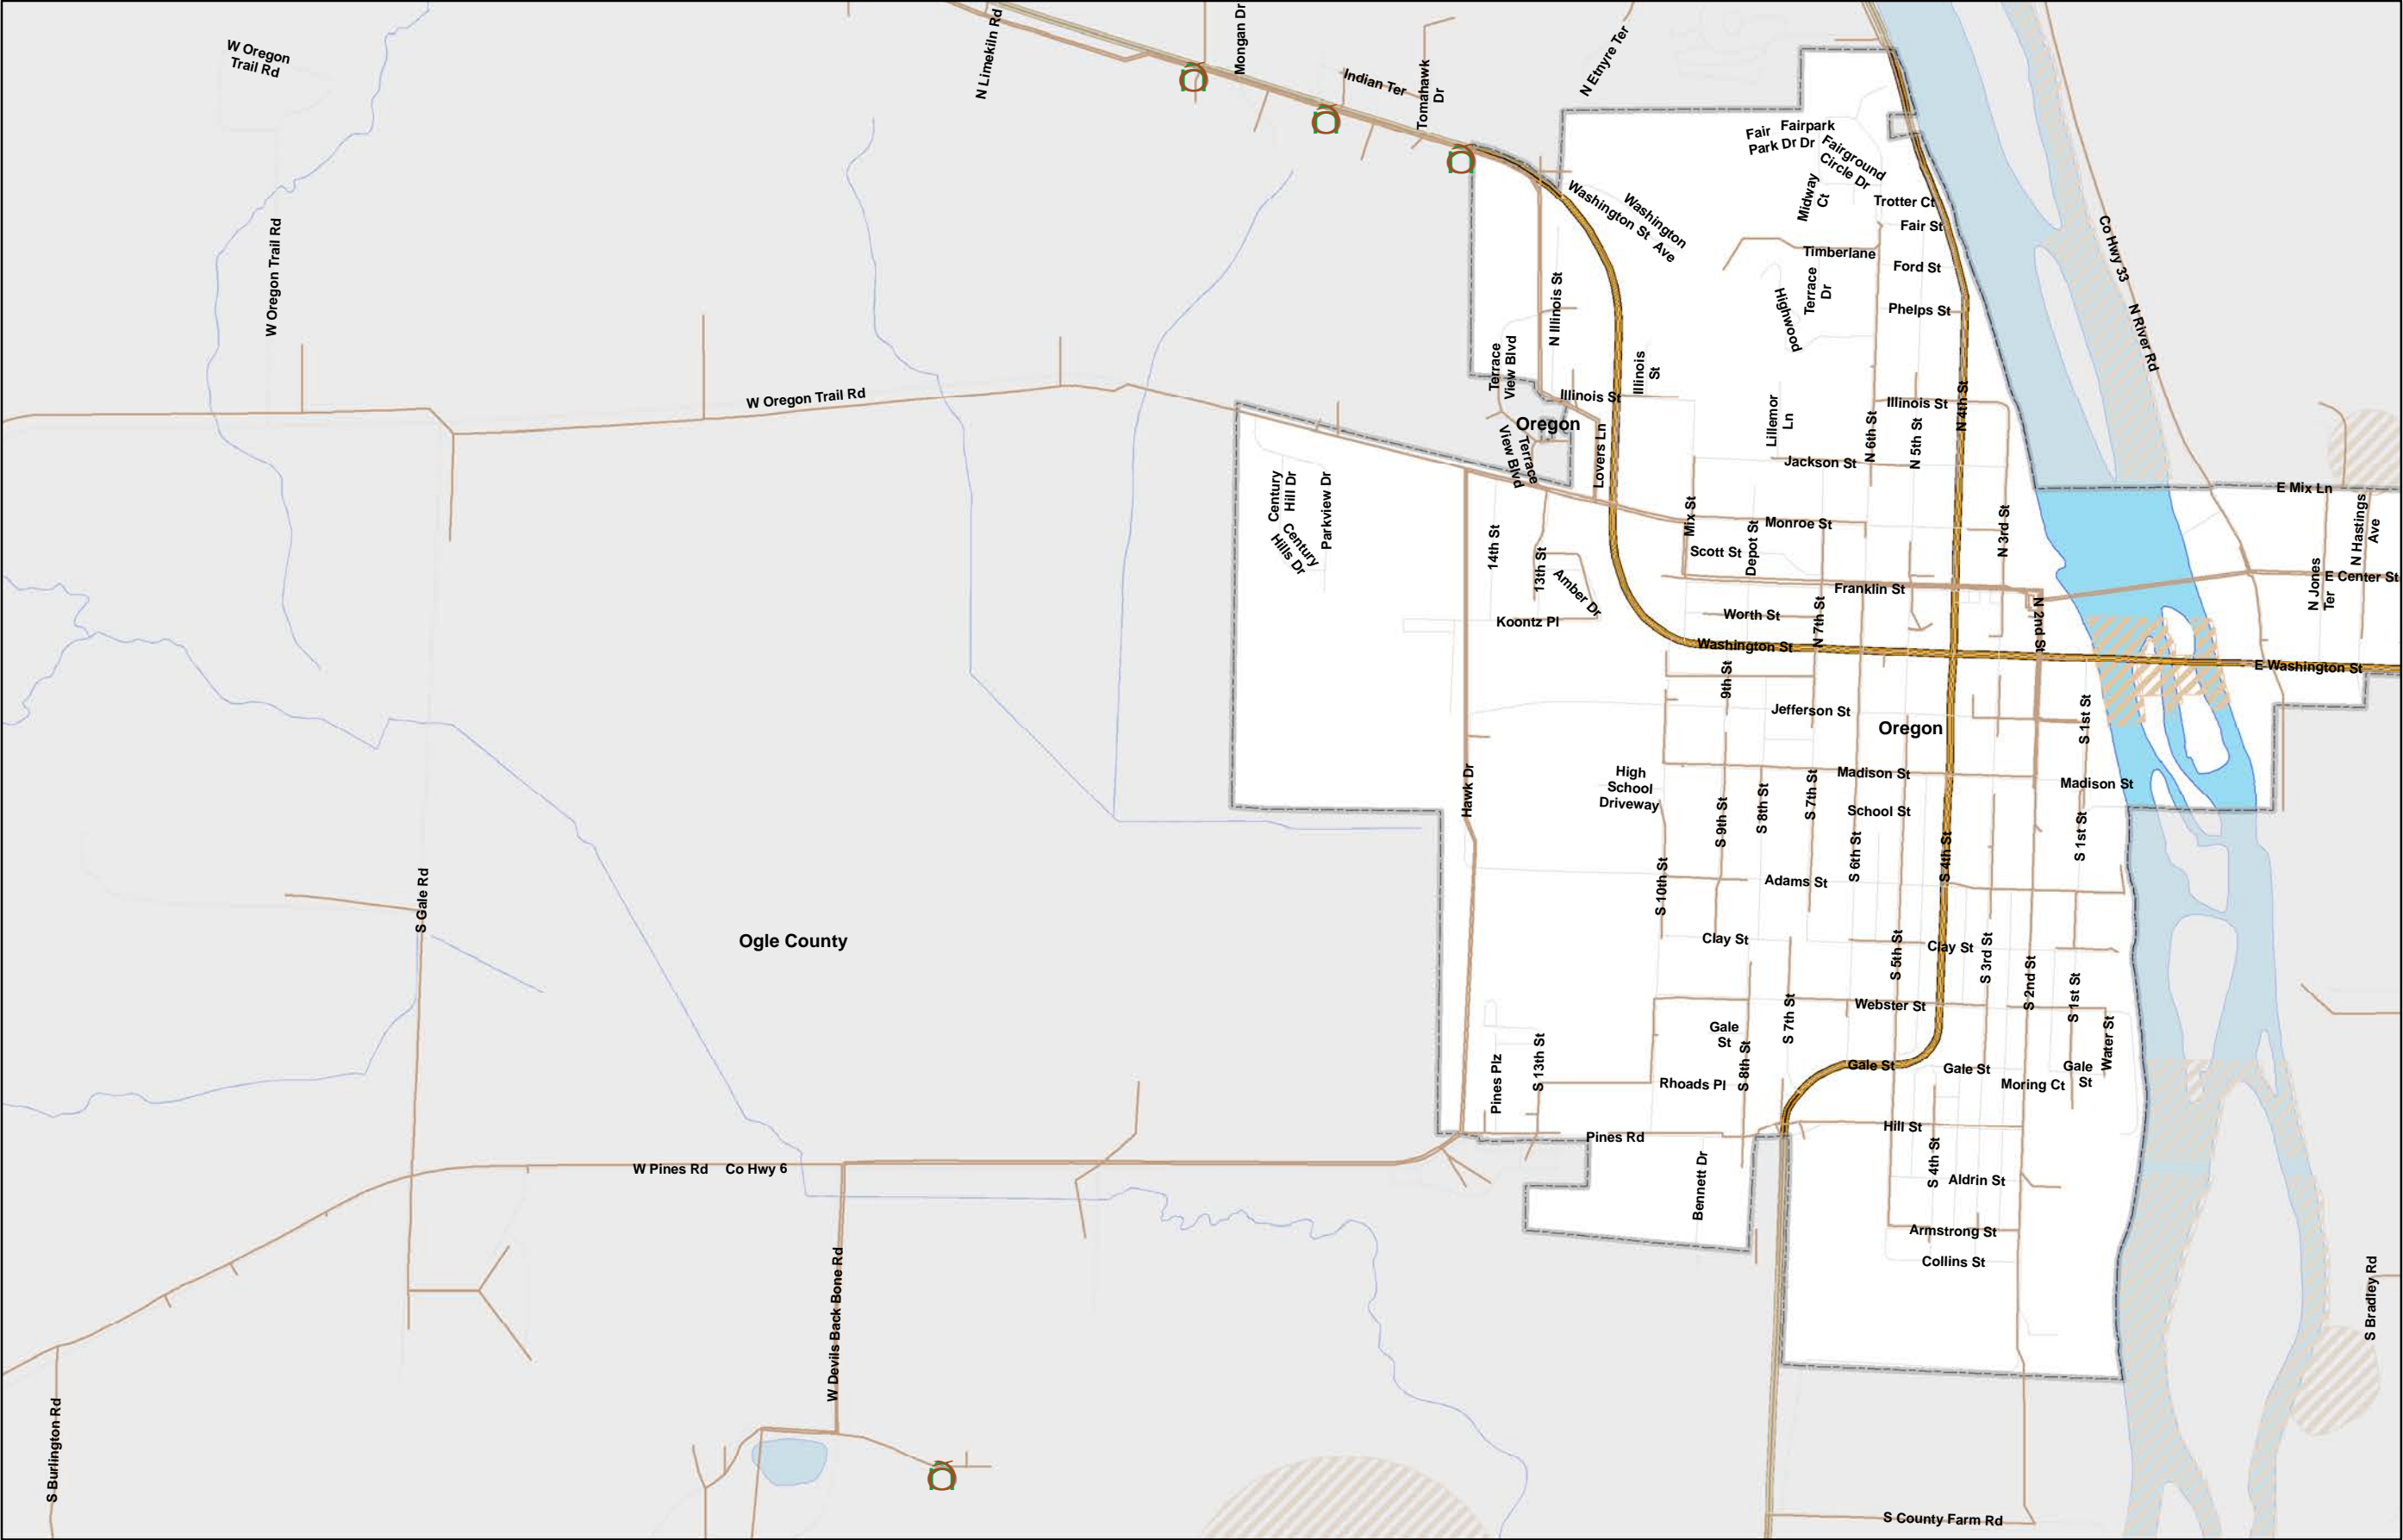 W Oregon
Trail Rd
N Limekiln Rd
Mongan Dr
Indian Ter
Tomahawk
Dr
N Etnyre Ter
Fair
Park Dr
Fairpark
Dr
Fairground
Circle Dr
Midway
Ct
Trotter Ct
Fair St
Washington St
Washington
Ave
Timberlane
Ford St
Terrace
Dr
Highwood
Phelps St
Co Hwy 33
N River Rd
W Oregon Trail Rd
N Illinois St
Terrace
View Blvd
Illinois
St
Illinois St
Illinois St
W Oregon Trail Rd
Oregon
Terrace
View Blvd
Lovers Ln
Lillemor
Ln
N 6th St
N 5th St
N 4th St
Jackson St
E Mix Ln
Century
Hill Dr
Parkview Dr
Century
Hills Dr
14th St
13th St
Amber Dr
Koontz Pl
Mix St
Monroe St
Depot St
Scott St
N 3rd St
N Hastings
Ave
N Jones
Ter
E Center St
Franklin St
Worth St
N 7th St
N 2nd St
Washington St
E Washington St
9th St
Jefferson St
Oregon
S 1st St
Hawk Dr
High
School
Driveway
Madison St
Madison St
S 9th St
S 8th St
S 7th St
School St
S 6th St
S 4th St
S 1st St
S 10th St
Adams St
S Gale Rd
Ogle County
Clay St
Clay St
S 5th St
S 3rd St
S 2nd St
S 1st St
Webster St
Gale
St
S 7th St
Water St
Pines Plz
S 13th St
S 8th St
Rhoads Pl
Gale St
Gale St
Moring Ct
Gale
St
Hill St
Pines Rd
W Pines Rd
Co Hwy 6
Bennett Dr
S 4th St
Aldrin St
Armstrong St
Collins St
W Devils Back Bone Rd
S Bradley Rd
S Burlington Rd
S County Farm Rd